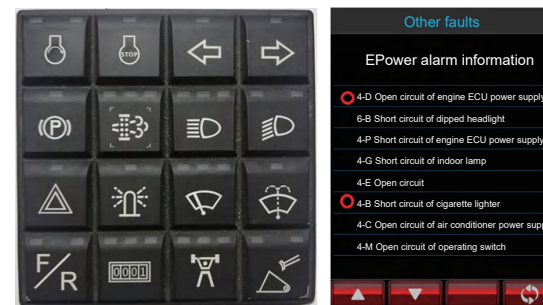 STOP
(P)
F/R
0001
Other faults
EPower alarm information
4-D Open circuit of engine ECU power supply
6-B Short circuit of dipped headlight
4-P Short circuit of engine ECU power supply
4-G Short circuit of indoor lamp
4-E Open circuit
4-B Short circuit of cigarette lighter
4-C Open circuit of air conditioner power supp
4-M Open circuit of operating switch